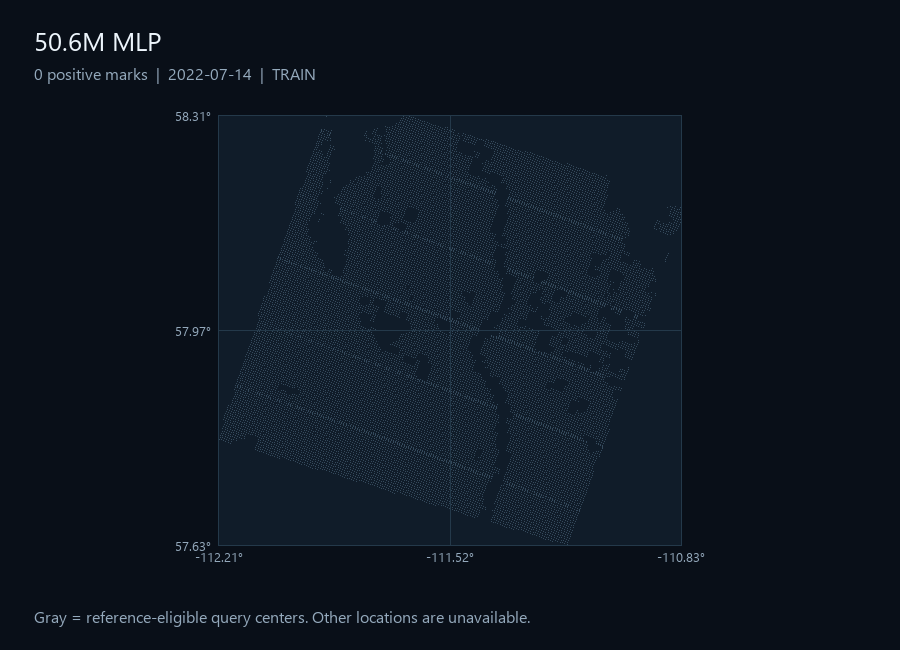 50.6M MLP
0 positive marks | 2022-07-14 | TRAIN
58.31°
57.97°
57.63°
-112.21° -111.52° -110.83°
Gray = reference-eligible query centers. Other locations are unavailable.